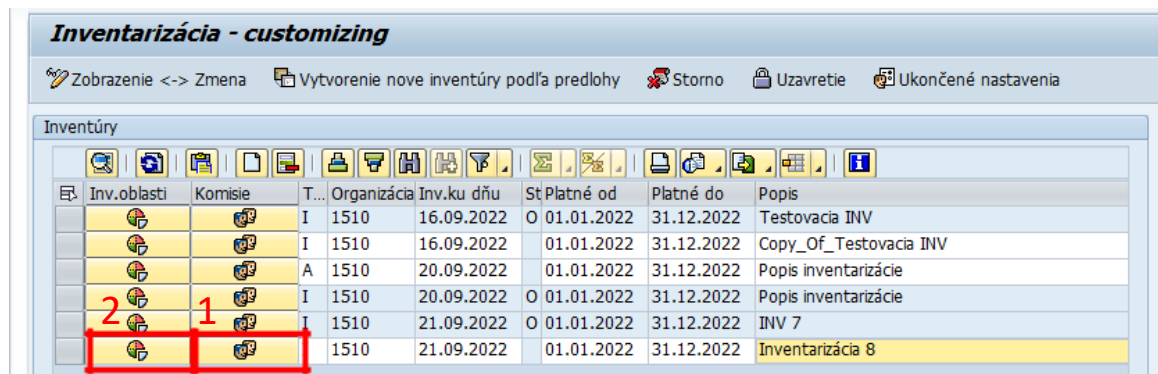 Inventarizácia - customizing
Zobrazenie <-> Zmena Vytvorenie nove inventúry podľa predlohy Storno Uzavretie Ukončené nastavenia
Inventúry
Inv.oblasti Komisie T... Organizácia Inv.ku dňu St Platné od Platné do Popis
I 1510 16.09.2022 O 01.01.2022 31.12.2022 Testovacia INV
I 1510 16.09.2022 01.01.2022 31.12.2022 Copy_Of_Testovacia INV
A 1510 20.09.2022 01.01.2022 31.12.2022 Popis inventarizácie
I 1510 20.09.2022 O 01.01.2022 31.12.2022 Popis inventarizácie
2 1 I 1510 21.09.2022 O 01.01.2022 31.12.2022 INV 7
1510 21.09.2022 01.01.2022 31.12.2022 Inventarizácia 8